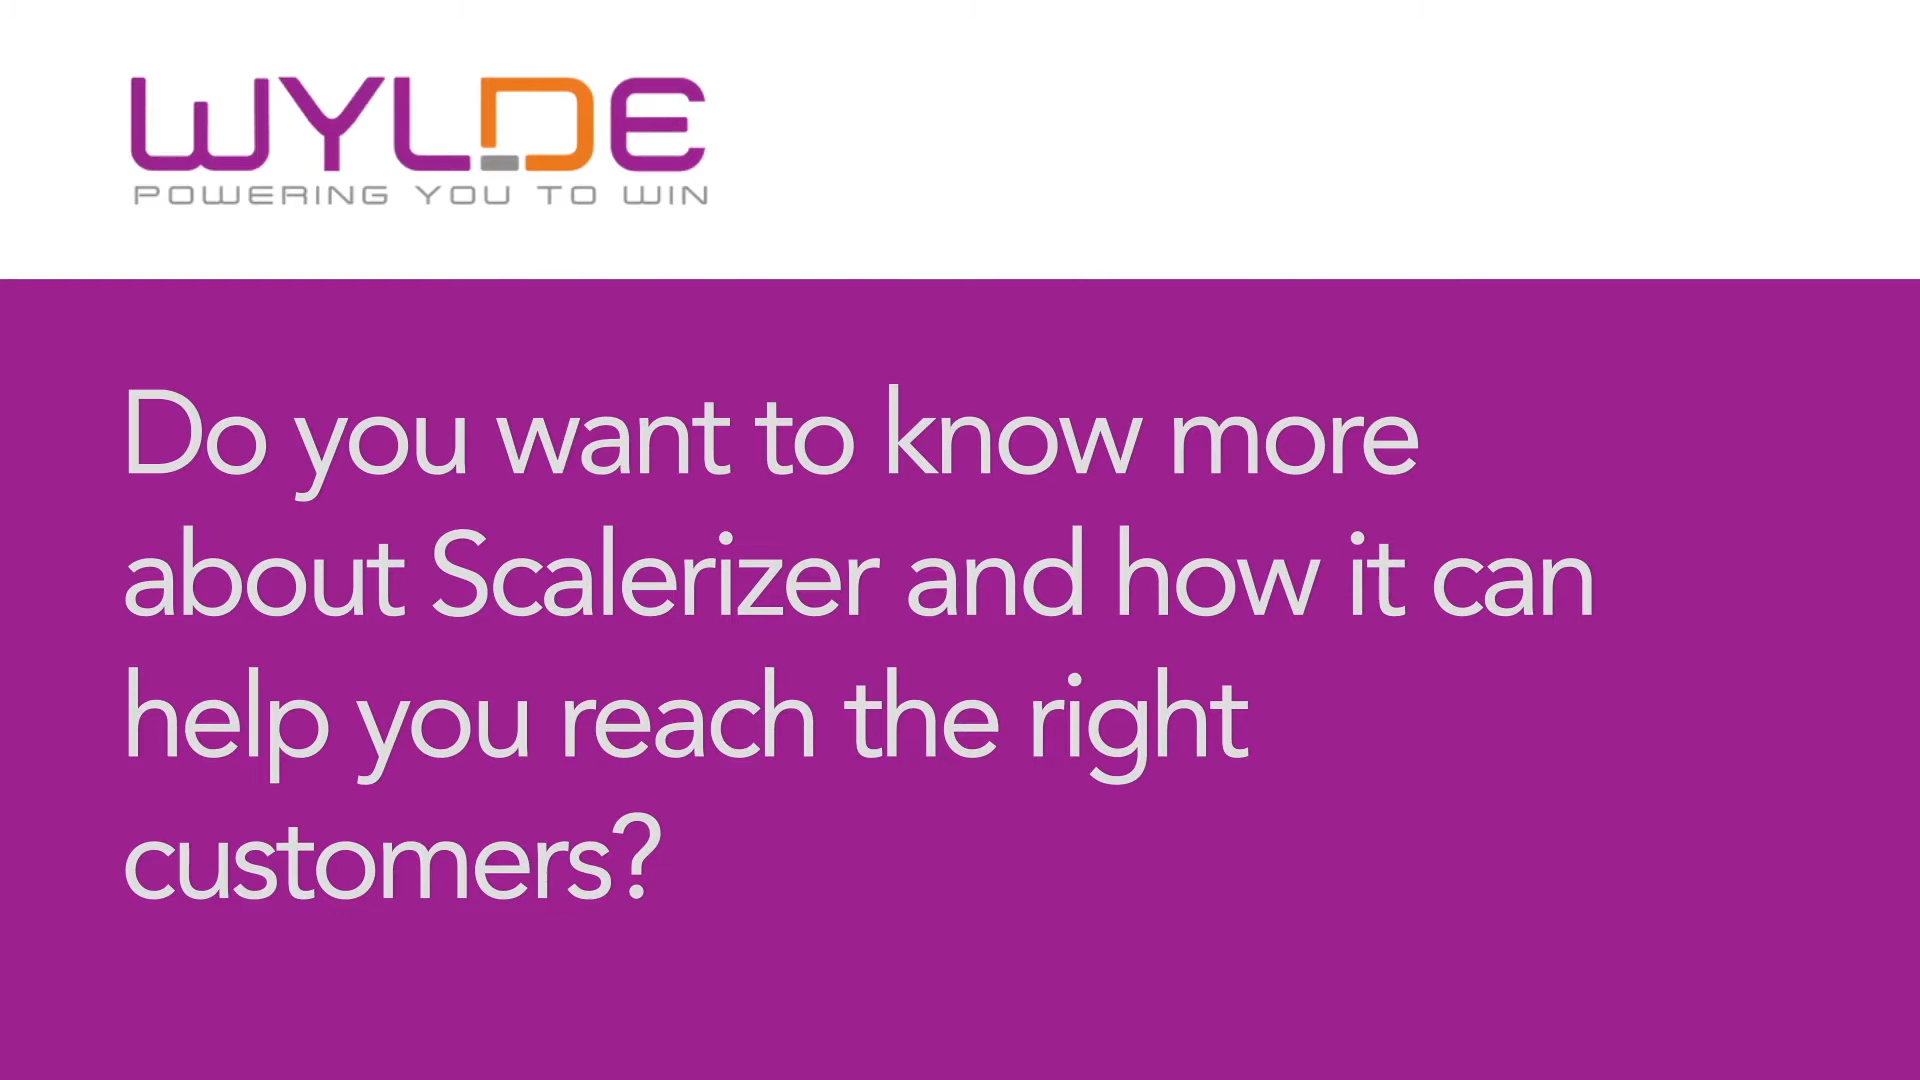 WYLDE
POWERING YOU TO WIN
Do you want to know more
about Scalerizer and how it can
help you reach the right
customers?